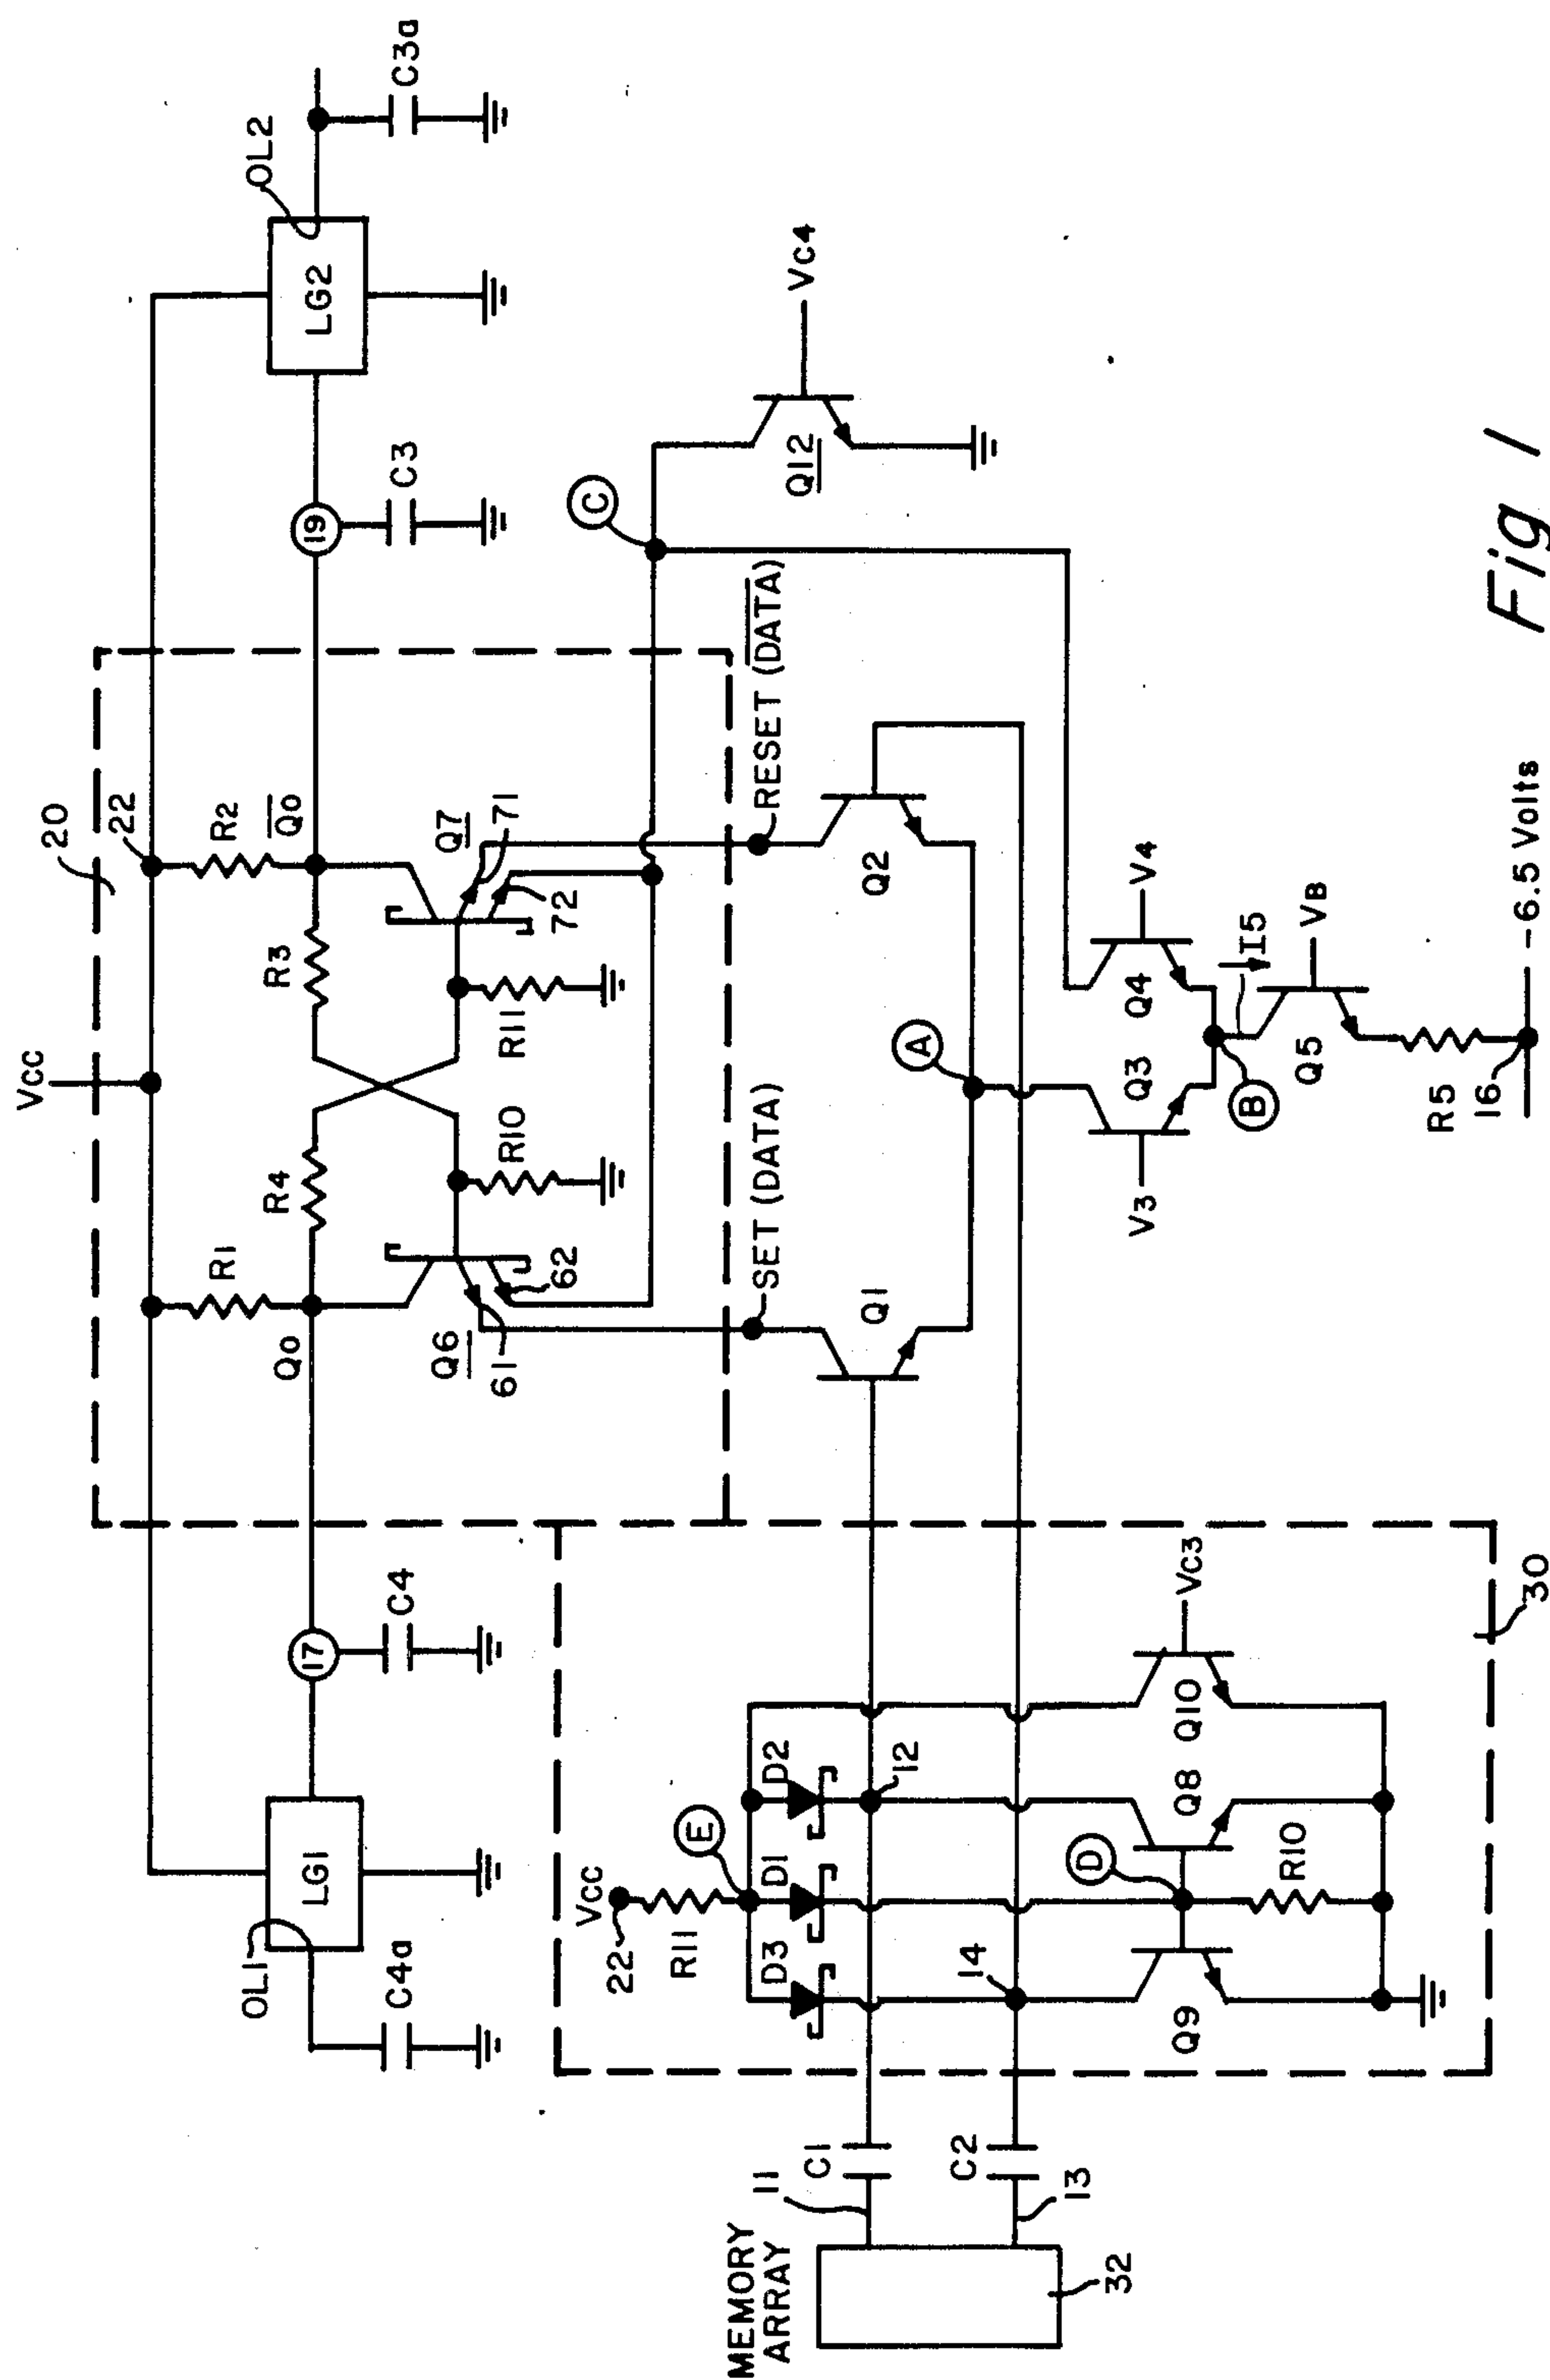 Vcc
20
22
22
R1
R2
Qo
Q̅o̅
R4
R3
R10
R11
Q6
61
62
Q7
71
72
17
C4
LG1
OL1
C4a
19
C3
LG2
OL2
C3a
SET (DATA)
RESET (D̅A̅T̅A̅)
C
Q12
Vc4
Q1
Q2
A
Q3
V3
Q4
V4
B
I5
Q5
VB
R5
16
-6.5 Volts
Vcc
R11
E
D3
D1
D2
12
14
D
Q9
Q8
Q10
R10
Vc3
30
MEMORY
ARRAY
11
C1
C2
13
32
Fig 1